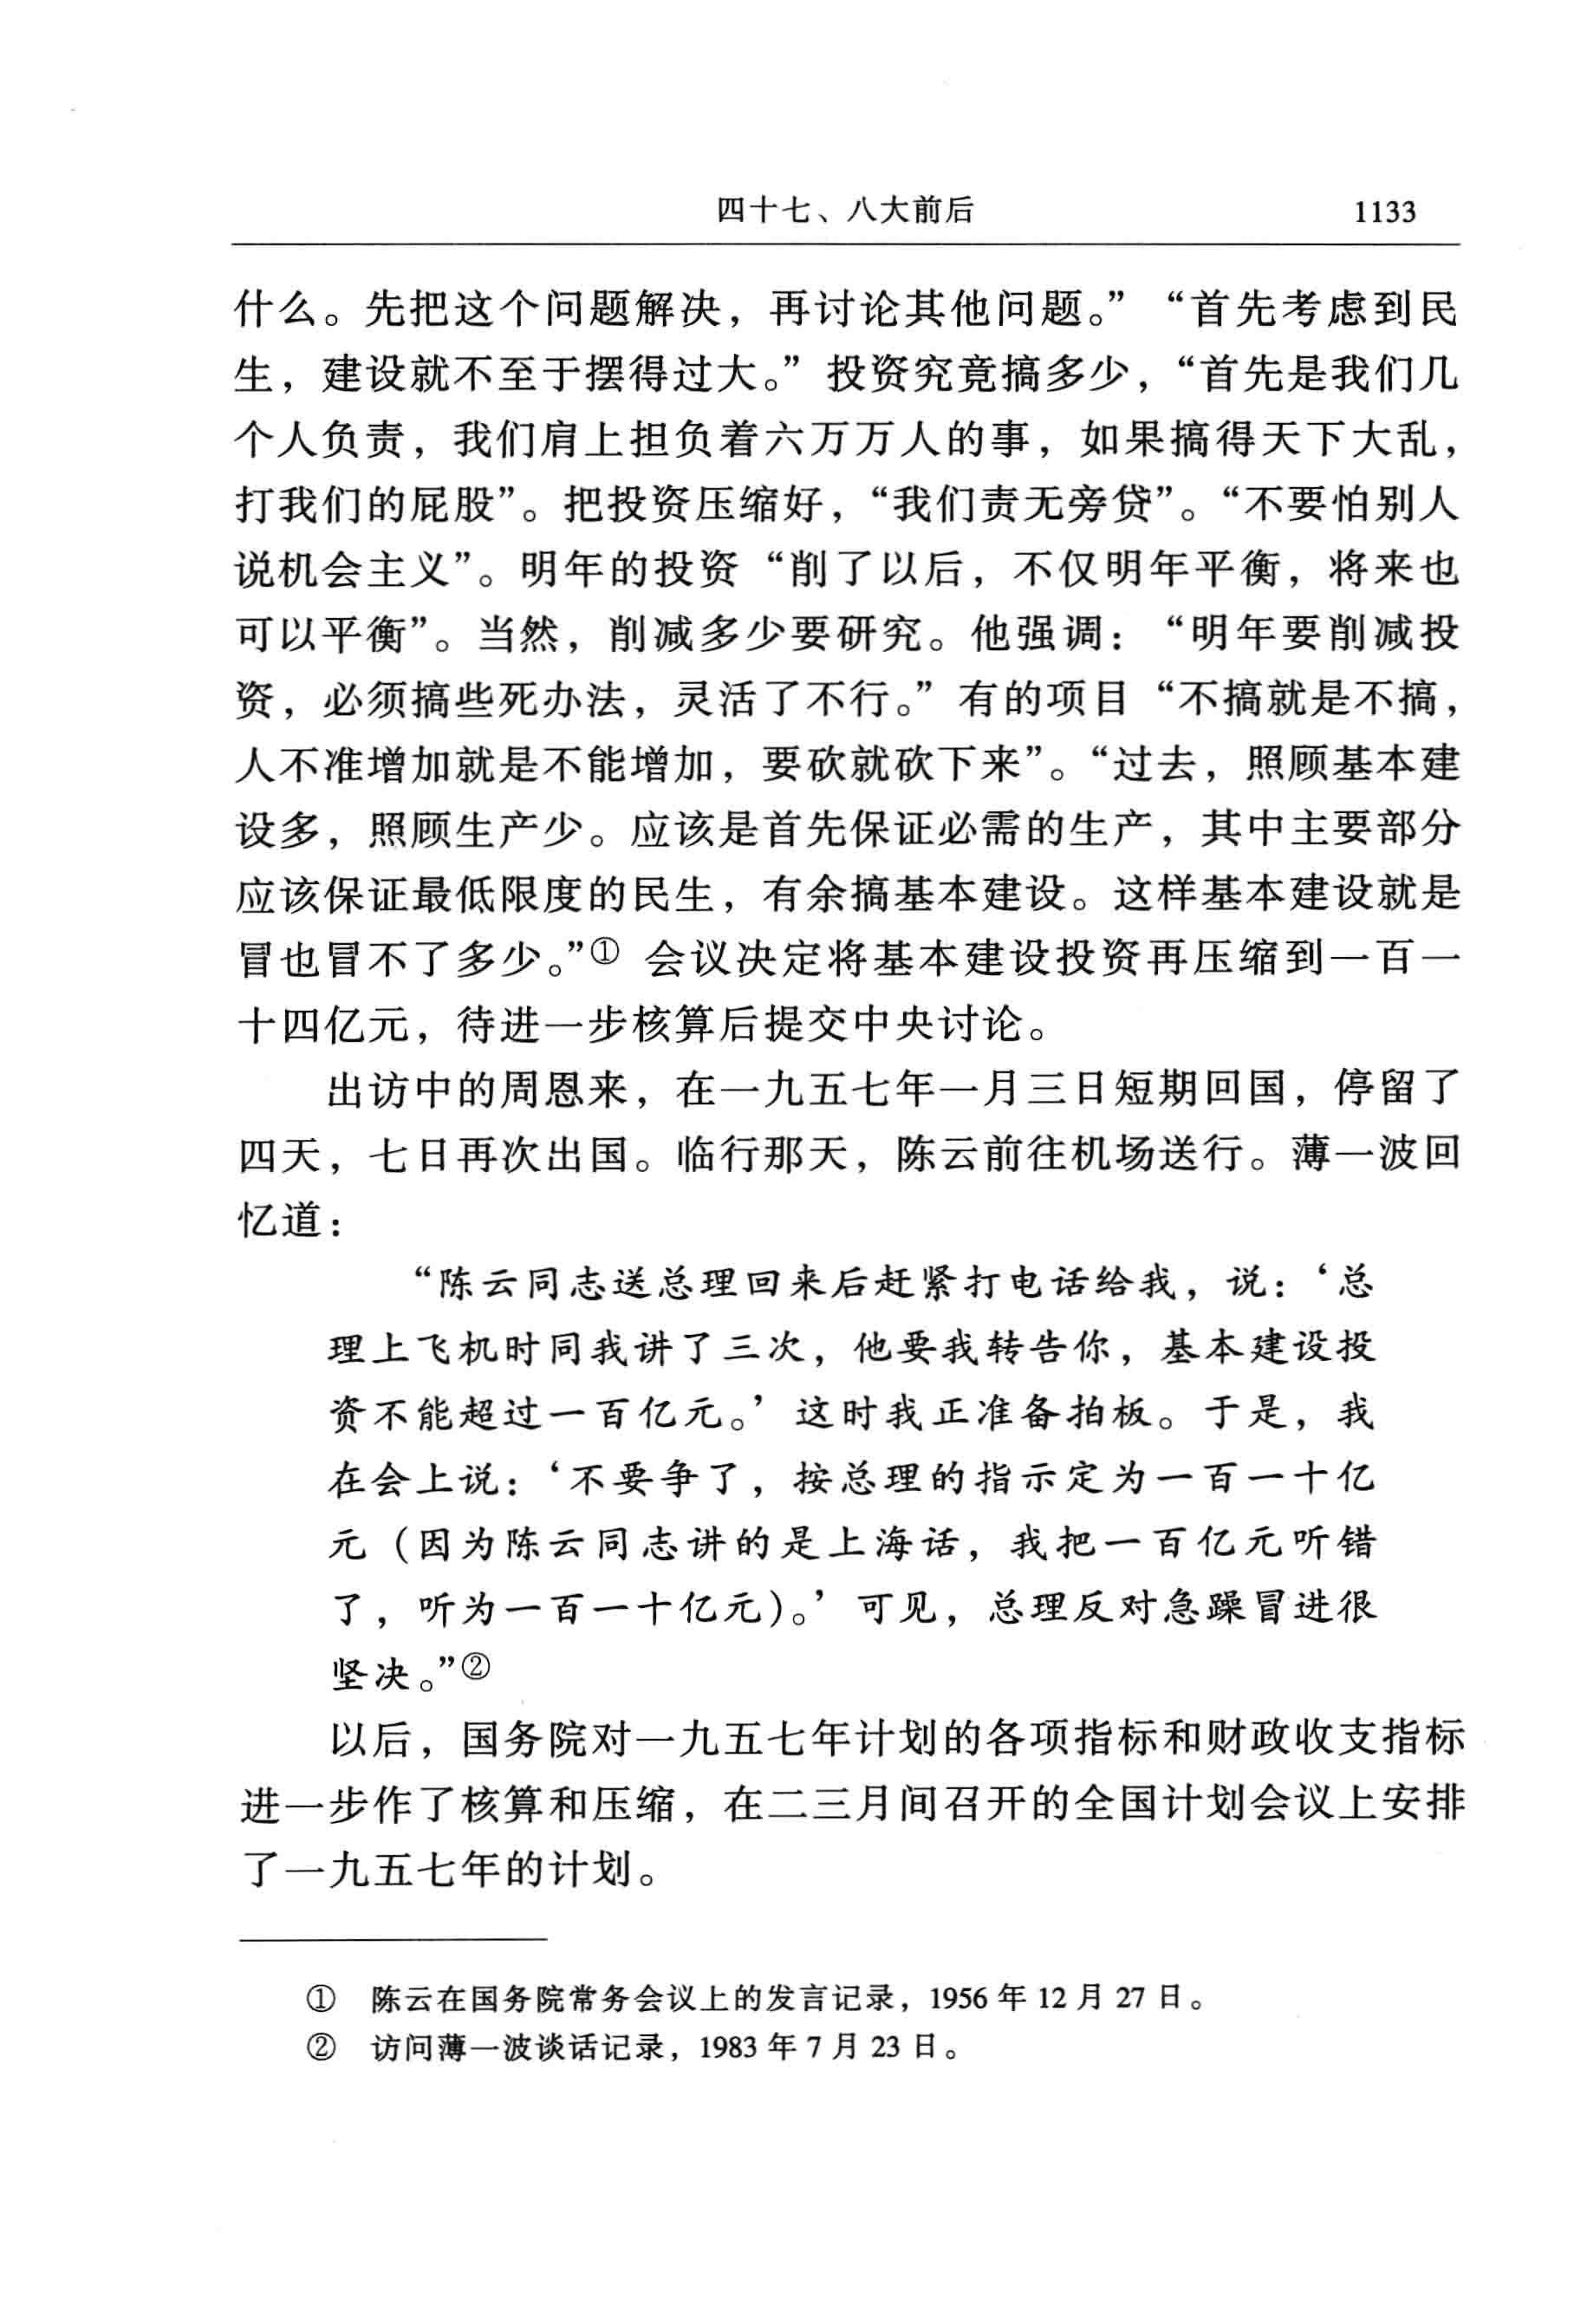 四十七、八大前后 1133
什么。先把这个问题解决，再讨论其他问题。” “首先考虑到民
生，建设就不至于摆得过大。” 投资究竟搞多少，“首先是我们几
个人负责，我们肩上担负着六万万人的事，如果搞得天下大乱，
打我们的屁股”。把投资压缩好，“我们责无旁贷”。“不要怕别人
说机会主义”。明年的投资 “削了以后，不仅明年平衡，将来也
可以平衡”。当然，削减多少要研究。他强调： “明年要削减投
资，必须搞些死办法，灵活了不行。” 有的项目 “不搞就是不搞，
人不准增加就是不能增加，要砍就砍下来”。“过去，照顾基本建
设多，照顾生产少。应该是首先保证必需的生产，其中主要部分
应该保证最低限度的民生，有余搞基本建设。这样基本建设就是
冒也冒不了多少。”① 会议决定将基本建设投资再压缩到一百一
十四亿元，待进一步核算后提交中央讨论。
出访中的周恩来，在一九五七年一月三日短期回国，停留了
四天，七日再次出国。临行那天，陈云前往机场送行。薄一波回
忆道：
“陈云同志送总理回来后赶紧打电话给我，说：‘总
理上飞机时同我讲了三次，他要我转告你，基本建设投
资不能超过一百亿元。’ 这时我正准备拍板。于是，我
在会上说：‘不要争了，按总理的指示定为一百一十亿
元（因为陈云同志讲的是上海话，我把一百亿元听错
了，听为一百一十亿元）。’ 可见，总理反对急躁冒进很
坚决。”②
以后，国务院对一九五七年计划的各项指标和财政收支指标
进一步作了核算和压缩，在二三月间召开的全国计划会议上安排
了一九五七年的计划。
① 陈云在国务院常务会议上的发言记录，1956 年 12 月 27 日。
② 访问薄一波谈话记录，1983 年 7 月 23 日。